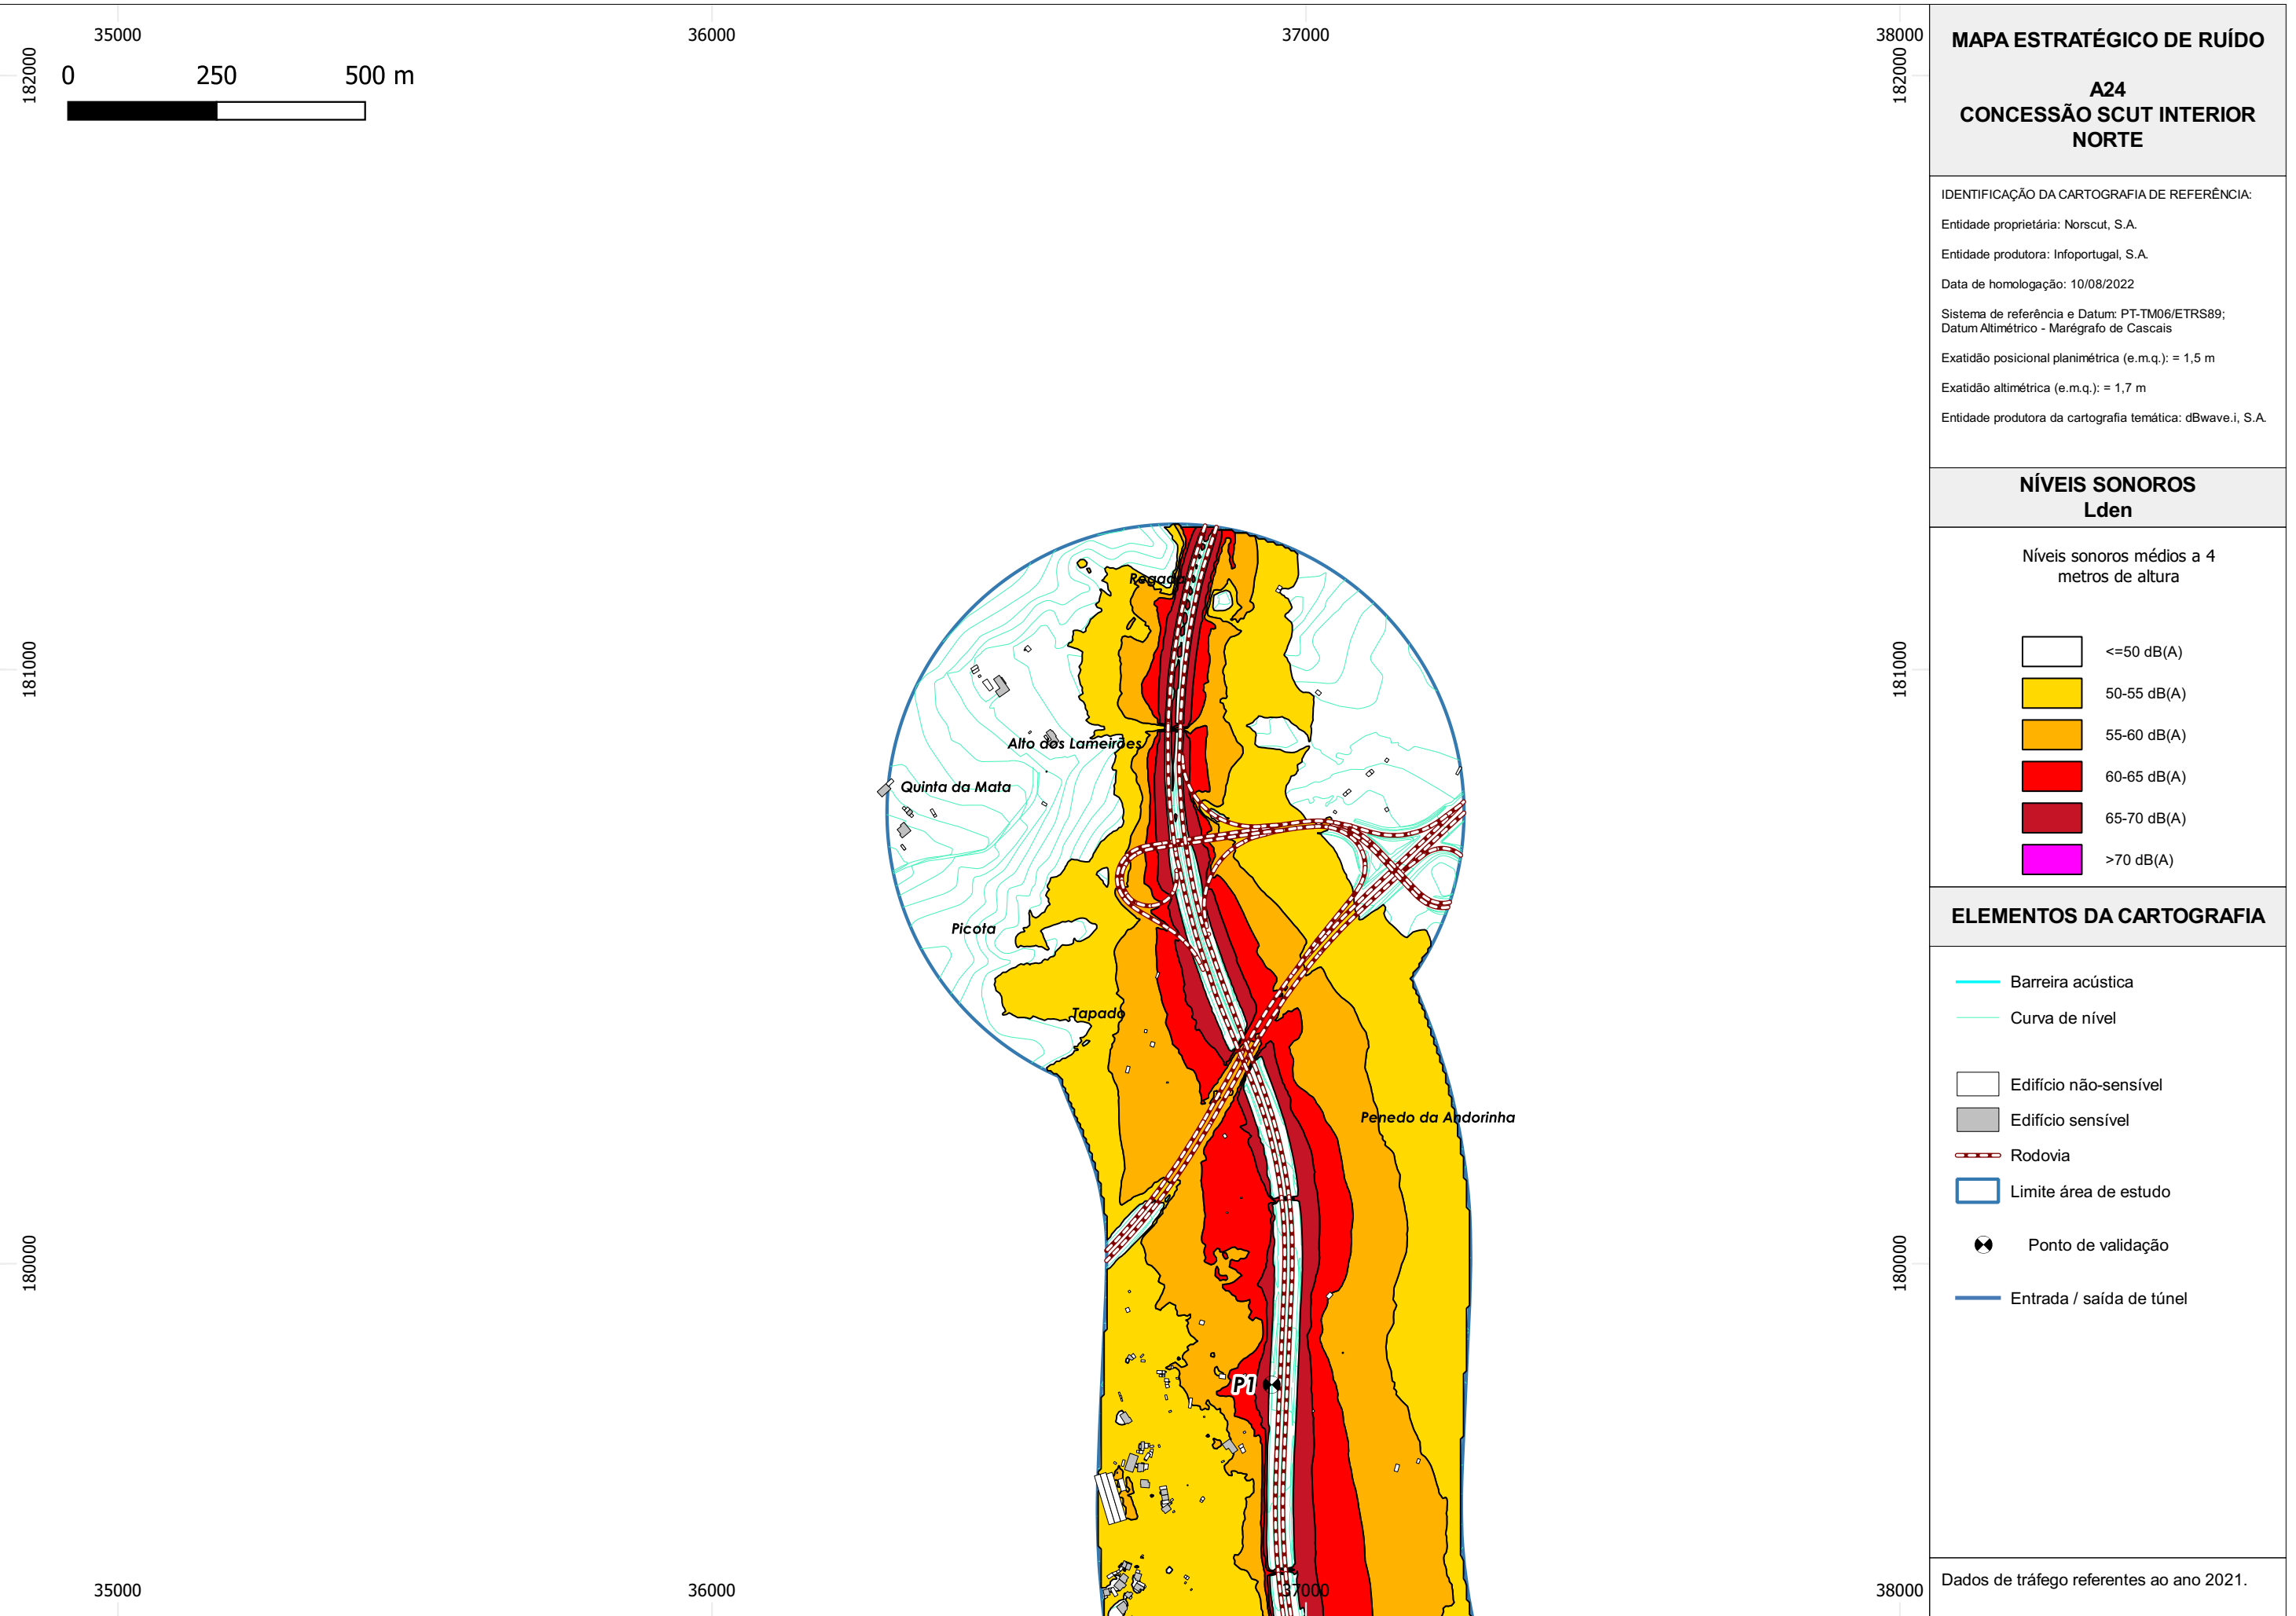 35000
36000
37000
38000
182000
182000
0 250 500 m
181000
181000
180000
180000
Regada
Alto dos Lameirões
Quinta da Mata
Picota
Tapado
Penedo da Andorinha
P1
35000
36000
37000
38000
MAPA ESTRATÉGICO DE RUÍDO
A24
CONCESSÃO SCUT INTERIOR
NORTE
IDENTIFICAÇÃO DA CARTOGRAFIA DE REFERÊNCIA:
Entidade proprietária: Norscut, S.A.
Entidade produtora: Infoportugal, S.A.
Data de homologação: 10/08/2022
Sistema de referência e Datum: PT-TM06/ETRS89;
Datum Altimétrico - Marégrafo de Cascais
Exatidão posicional planimétrica (e.m.q.): = 1,5 m
Exatidão altimétrica (e.m.q.): = 1,7 m
Entidade produtora da cartografia temática: dBwave.i, S.A.
NÍVEIS SONOROS
Lden
Níveis sonoros médios a 4
metros de altura
<=50 dB(A)
50-55 dB(A)
55-60 dB(A)
60-65 dB(A)
65-70 dB(A)
>70 dB(A)
ELEMENTOS DA CARTOGRAFIA
Barreira acústica
Curva de nível
Edifício não-sensível
Edifício sensível
Rodovia
Limite área de estudo
Ponto de validação
Entrada / saída de túnel
Dados de tráfego referentes ao ano 2021.